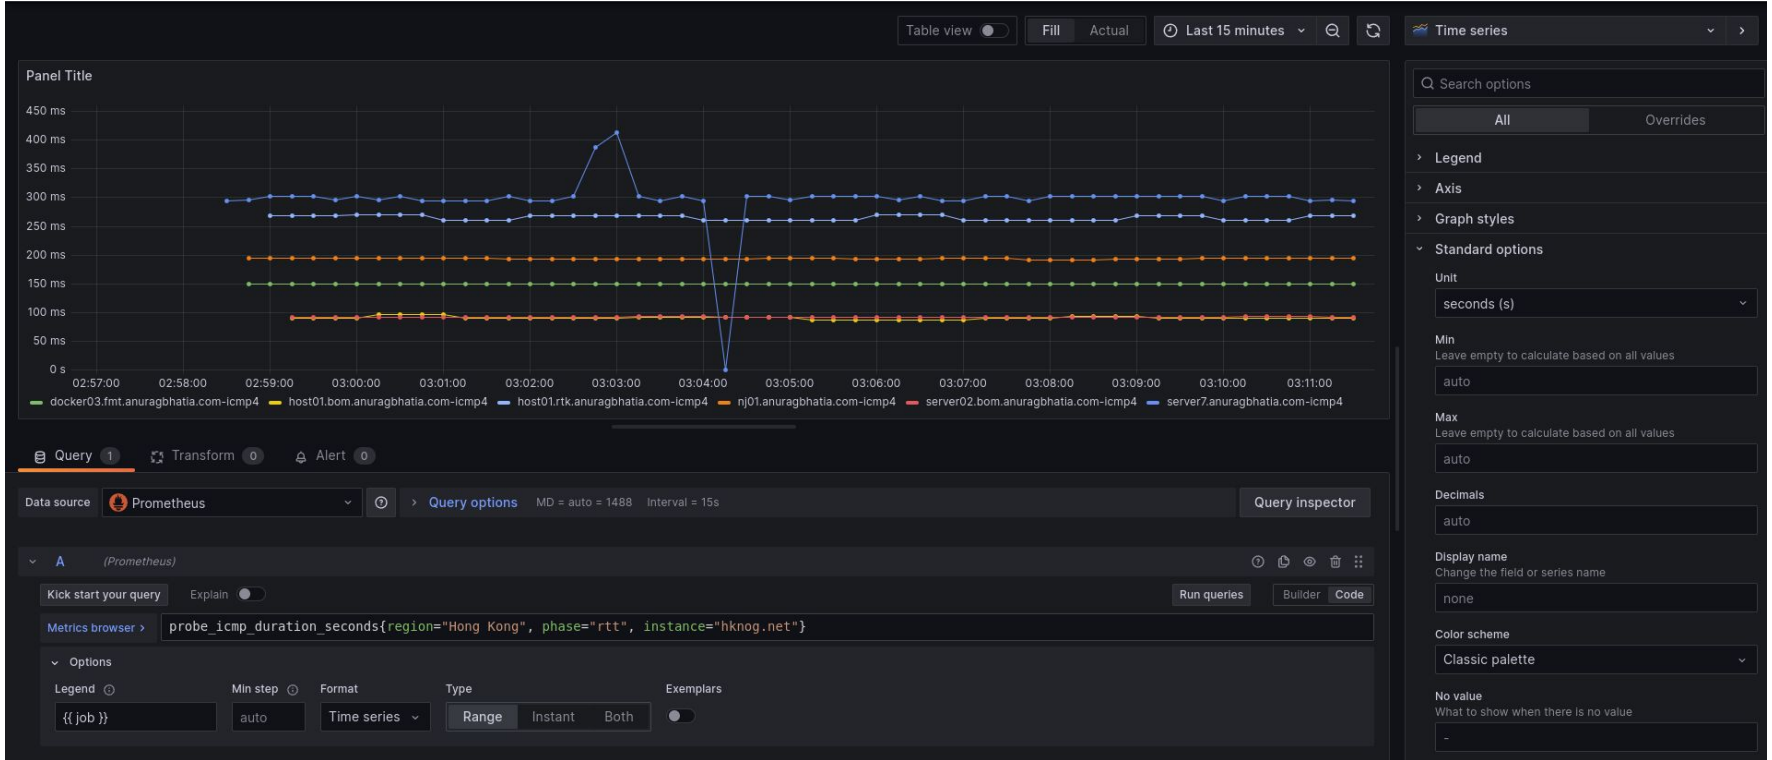 Table view Fill Actual Last 15 minutes Time series
Panel Title
Search options
All Overrides
450 ms
400 ms
350 ms
300 ms
250 ms
200 ms
150 ms
100 ms
50 ms
0 s
02:57:00 02:58:00 02:59:00 03:00:00 03:01:00 03:02:00 03:03:00 03:04:00 03:05:00 03:06:00 03:07:00 03:08:00 03:09:00 03:10:00 03:11:00
docker03.fmt.anuragbhatia.com-icmp4 host01.bom.anuragbhatia.com-icmp4 host01.rtk.anuragbhatia.com-icmp4 nj01.anuragbhatia.com-icmp4 server02.bom.anuragbhatia.com-icmp4 server7.anuragbhatia.com-icmp4
Query 1 Transform 0 Alert 0
Data source Prometheus Query options MD = auto = 1488 Interval = 15s Query inspector
A (Prometheus)
Kick start your query Explain Run queries Builder Code
Metrics browser > probe_icmp_duration_seconds{region="Hong Kong", phase="rtt", instance="hknog.net"}
Options
Legend Min step Format Type Exemplars
{{ job }} auto Time series Range Instant Both
Legend
Axis
Graph styles
Standard options
Unit
seconds (s)
Min
Leave empty to calculate based on all values
auto
Max
Leave empty to calculate based on all values
auto
Decimals
auto
Display name
Change the field or series name
none
Color scheme
Classic palette
No value
What to show when there is no value
-